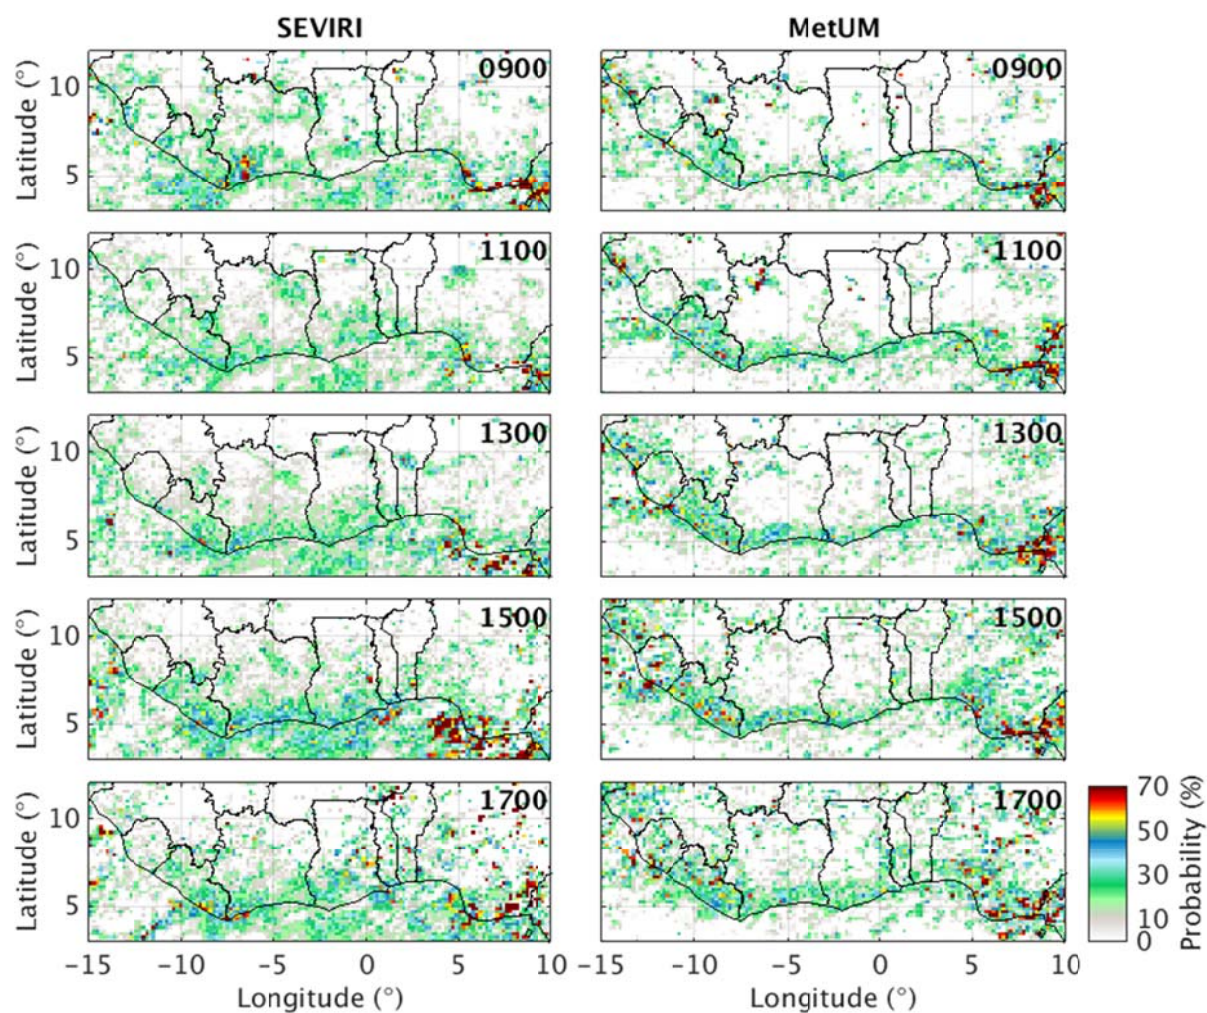 SEVIRI MetUM
Latitude (°) 10 5 0900 0900
Latitude (°) 10 5 1100 1100
Latitude (°) 10 5 1300 1300
Latitude (°) 10 5 1500 1500
Latitude (°) 10 5 1700 1700
70 50 30 10 0 Probability (%)
−15 −10 −5 0 5 10 −15 −10 −5 0 5 10
Longitude (°) Longitude (°)